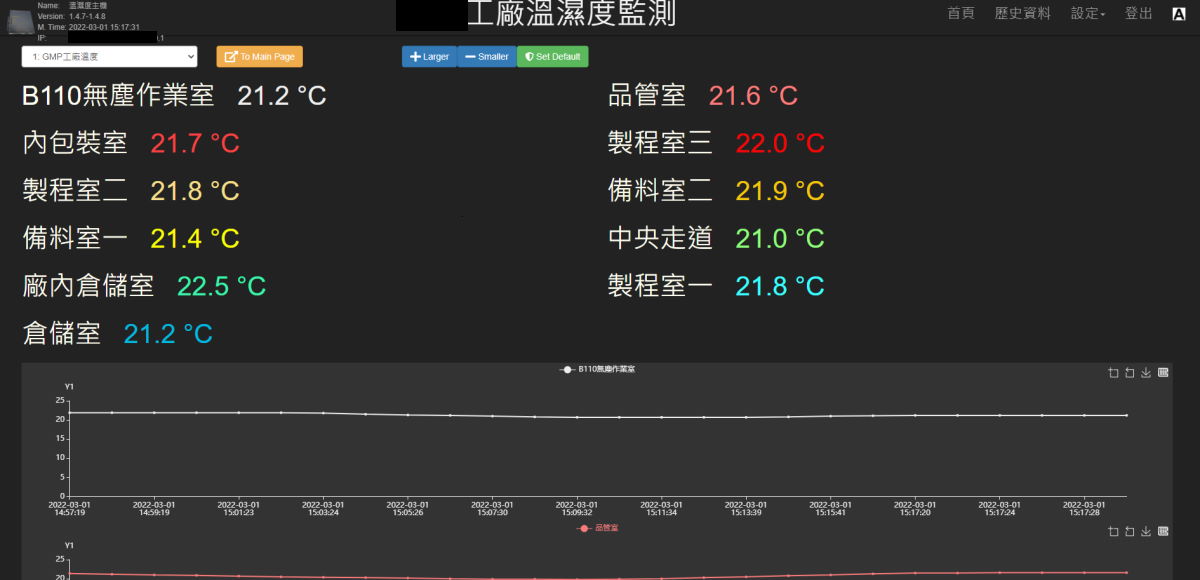 Name: 溫濕度主機
Version: 1.4.7-1.4.8
M. Time: 2022-03-01 15:17:31
IP: .1
工廠溫濕度監測
首頁 歷史資料 設定 登出 A
1: GMP工廠溫度 To Main Page Larger Smaller Set Default
B110無塵作業室 21.2 °C 品管室 21.6 °C
內包裝室 21.7 °C 製程室三 22.0 °C
製程室二 21.8 °C 備料室二 21.9 °C
備料室一 21.4 °C 中央走道 21.0 °C
廠內倉儲室 22.5 °C 製程室一 21.8 °C
倉儲室 21.2 °C
B110無塵作業室
Y1
25
20
15
10
5
0
2022-03-01 2022-03-01 2022-03-01 2022-03-01 2022-03-01 2022-03-01 2022-03-01 2022-03-01 2022-03-01 2022-03-01 2022-03-01 2022-03-01 2022-03-01
14:57:19 14:59:19 15:01:23 15:03:24 15:05:26 15:07:30 15:09:32 15:11:34 15:13:39 15:15:41 15:17:20 15:17:24 15:17:28
品管室
Y1
25
20